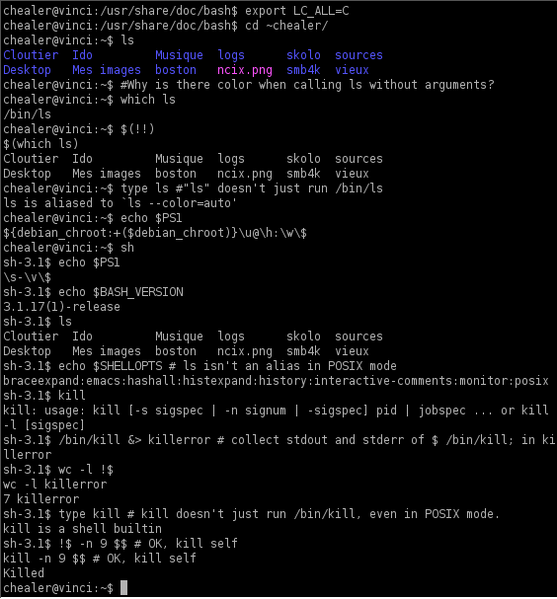 chealer@vinci:/usr/share/doc/bash$ export LC_ALL=C
chealer@vinci:/usr/share/doc/bash$ cd ~chealer/
chealer@vinci:~$ ls
Cloutier  Ido         Musique  logs      skolo  sources
Desktop   Mes images  boston   ncix.png  smb4k  vieux
chealer@vinci:~$ #Why is there color when calling ls without arguments?
chealer@vinci:~$ which ls
/bin/ls
chealer@vinci:~$ $(!!)
$(which ls)
Cloutier  Ido         Musique  logs      skolo  sources
Desktop   Mes images  boston   ncix.png  smb4k  vieux
chealer@vinci:~$ type ls #"ls" doesn't just run /bin/ls
ls is aliased to `ls --color=auto'
chealer@vinci:~$ echo $PS1
${debian_chroot:+($debian_chroot)}\u@\h:\w\$
chealer@vinci:~$ sh
sh-3.1$ echo $PS1
\s-\v\$
sh-3.1$ echo $BASH_VERSION
3.1.17(1)-release
sh-3.1$ ls
Cloutier  Ido         Musique  logs      skolo  sources
Desktop   Mes images  boston   ncix.png  smb4k  vieux
sh-3.1$ echo $SHELLOPTS # ls isn't an alias in POSIX mode
braceexpand:emacs:hashall:histexpand:history:interactive-comments:monitor:posix
sh-3.1$ kill
kill: usage: kill [-s sigspec | -n signum | -sigspec] pid | jobspec ... or kill
-l [sigspec]
sh-3.1$ /bin/kill &> killerror # collect stdout and stderr of $ /bin/kill; in ki
llerror
sh-3.1$ wc -l !$
wc -l killerror
7 killerror
sh-3.1$ type kill # kill doesn't just run /bin/kill, even in POSIX mode.
kill is a shell builtin
sh-3.1$ !$ -n 9 $$ # OK, kill self
kill -n 9 $$ # OK, kill self
Killed
chealer@vinci:~$